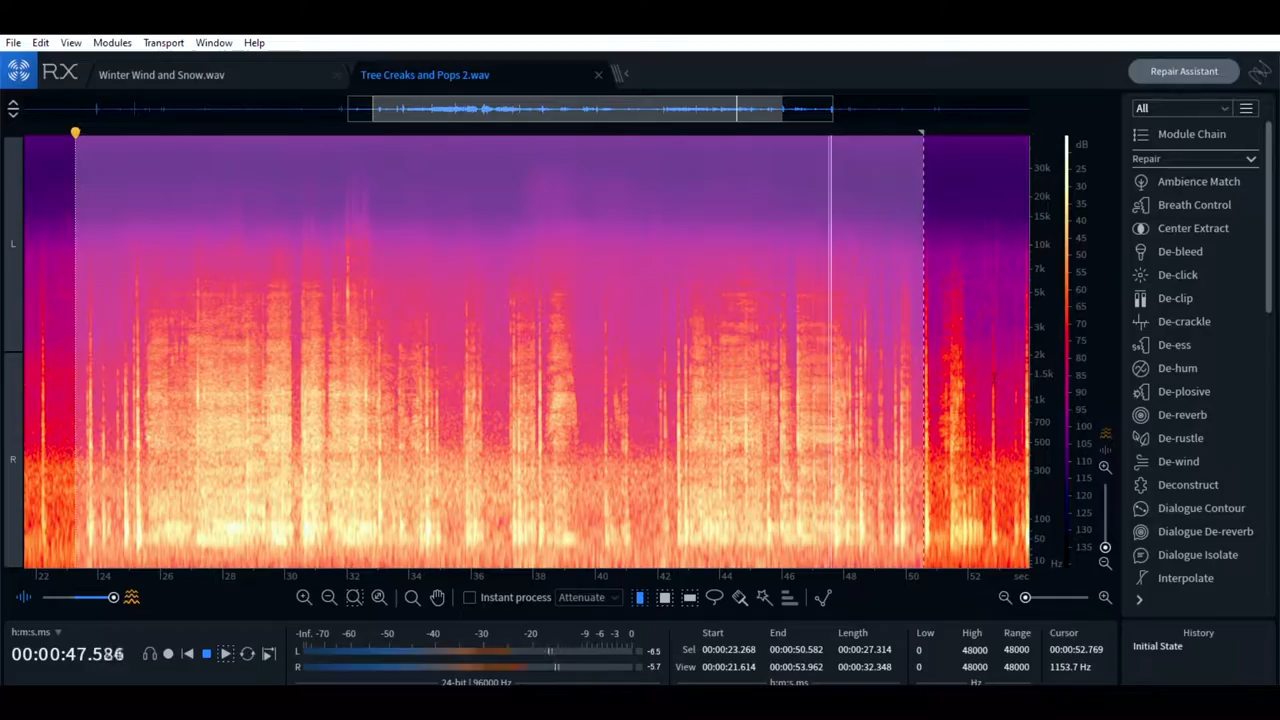 File Edit View Modules Transport Window Help
RX Winter Wind and Snow.wav Tree Creaks and Pops 2.wav Repair Assistant
All
Module Chain
Repair
Ambience Match
Breath Control
Center Extract
De-bleed
De-click
De-clip
De-crackle
De-ess
De-hum
De-plosive
De-reverb
De-rustle
De-wind
Deconstruct
Dialogue Contour
Dialogue De-reverb
Dialogue Isolate
Interpolate
L
R
30k
20k
15k
10k
7k
5k
3k
2k
1.5k
1k
700
500
300
100
50
10
Hz
dB
25
30
35
40
45
50
55
60
65
70
75
80
85
90
95
100
105
110
115
120
125
130
135
22 24 26 28 30 32 34 36 38 40 42 44 46 48 50 52 sec
Instant process Attenuate
h:m:s.ms
00:00:47.586
-Inf. -70 -60 -50 -40 -30 -20 -9 -6 -3 0
L -6.5
R -5.7
24-bit | 96000 Hz
Start End Length Low High Range Cursor
Sel 00:00:23.268 00:00:50.582 00:00:27.314 0 48000 48000 00:00:52.769
View 00:00:21.614 00:00:53.962 00:00:32.348 0 48000 48000 1153.7 Hz
h:m:s.ms Hz
History
Initial State